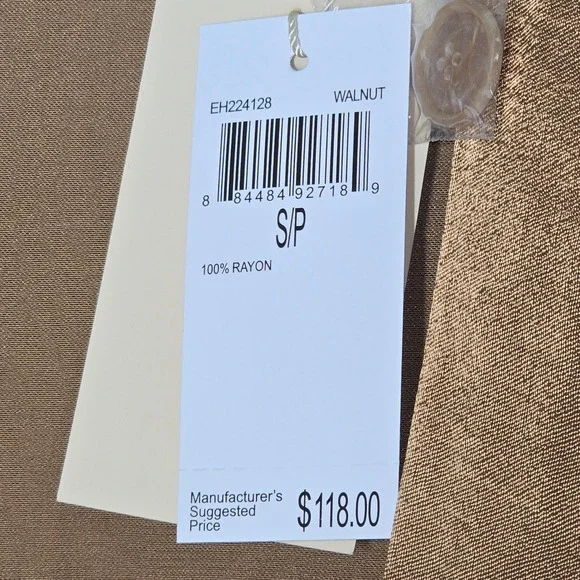 EH224128 WALNUT
8 84484 92718 9
S/P
100% RAYON
Manufacturer's
Suggested
Price $118.00